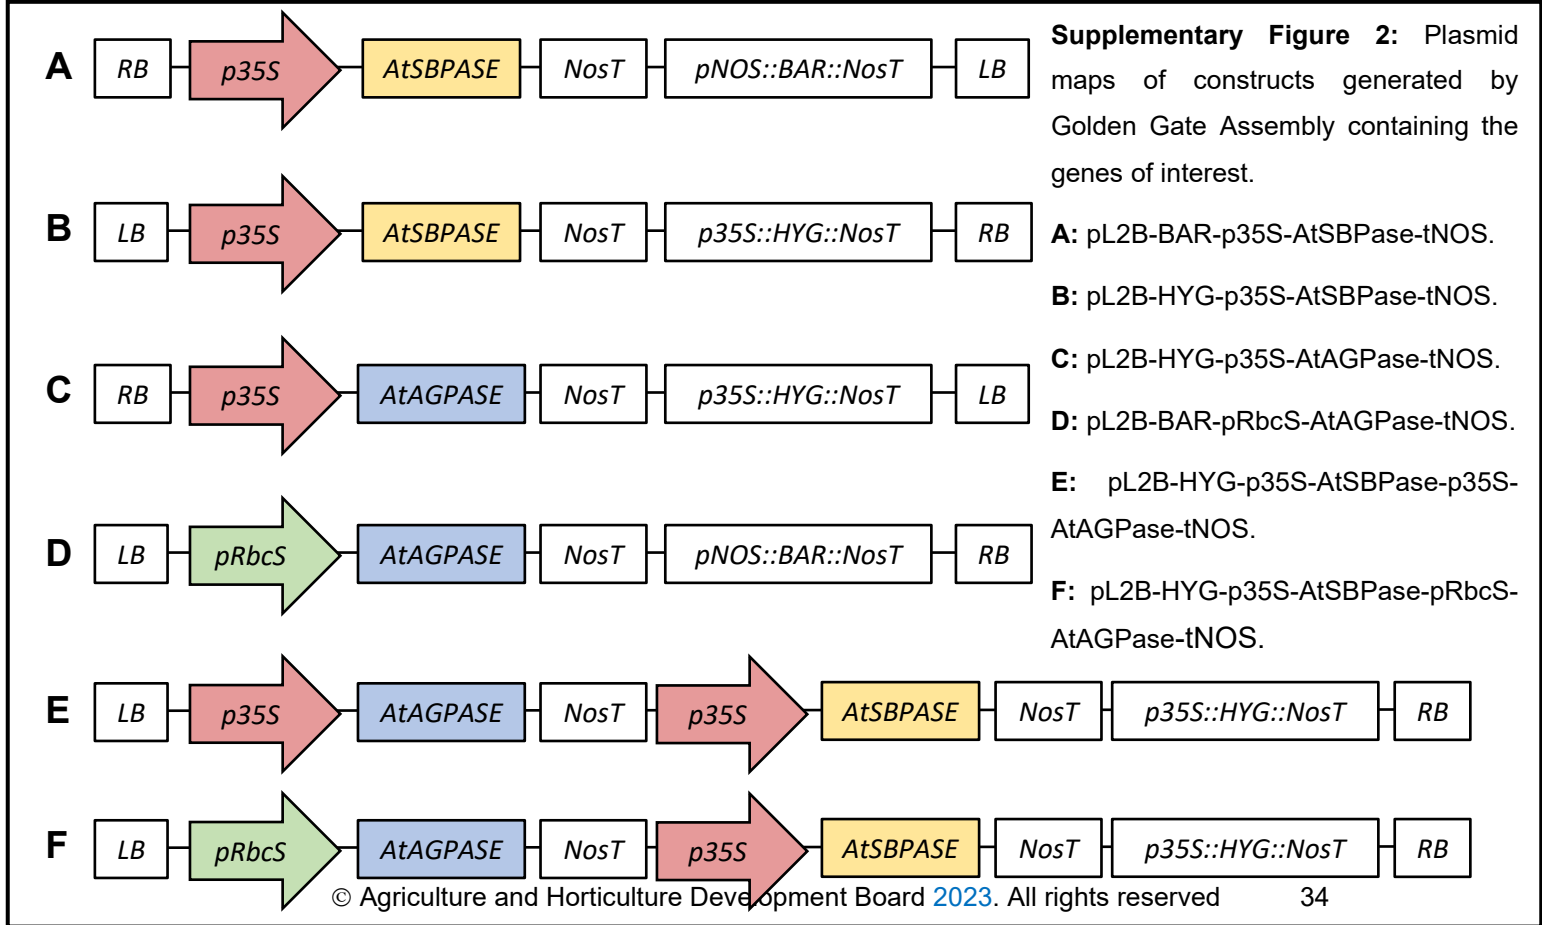 A RB p35S AtSBPASE NosT pNOS::BAR::NosT LB
B LB p35S AtSBPASE NosT p35S::HYG::NosT RB
C RB p35S AtAGPASE NosT p35S::HYG::NosT LB
D LB pRbcS AtAGPASE NosT pNOS::BAR::NosT RB
E LB p35S AtAGPASE NosT p35S AtSBPASE NosT p35S::HYG::NosT RB
F LB pRbcS AtAGPASE NosT p35S AtSBPASE NosT p35S::HYG::NosT RB
Supplementary Figure 2: Plasmid
maps of constructs generated by
Golden Gate Assembly containing the
genes of interest.
A: pL2B-BAR-p35S-AtSBPase-tNOS.
B: pL2B-HYG-p35S-AtSBPase-tNOS.
C: pL2B-HYG-p35S-AtAGPase-tNOS.
D: pL2B-BAR-pRbcS-AtAGPase-tNOS.
E: pL2B-HYG-p35S-AtSBPase-p35S-
AtAGPase-tNOS.
F: pL2B-HYG-p35S-AtSBPase-pRbcS-
AtAGPase-tNOS.
© Agriculture and Horticulture Development Board 2023. All rights reserved 34